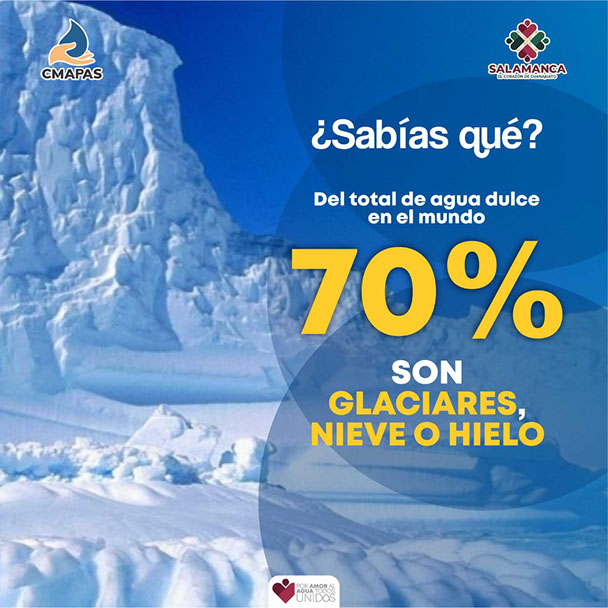 CMAPAS
SALAMANCA
EL CORAZÓN DE GUANAJUATO
¿Sabías qué?
Del total de agua dulce
en el mundo
70%
SON
GLACIARES,
NIEVE O HIELO
POR AMOR AL
AGUA TODOS
UNIDOS